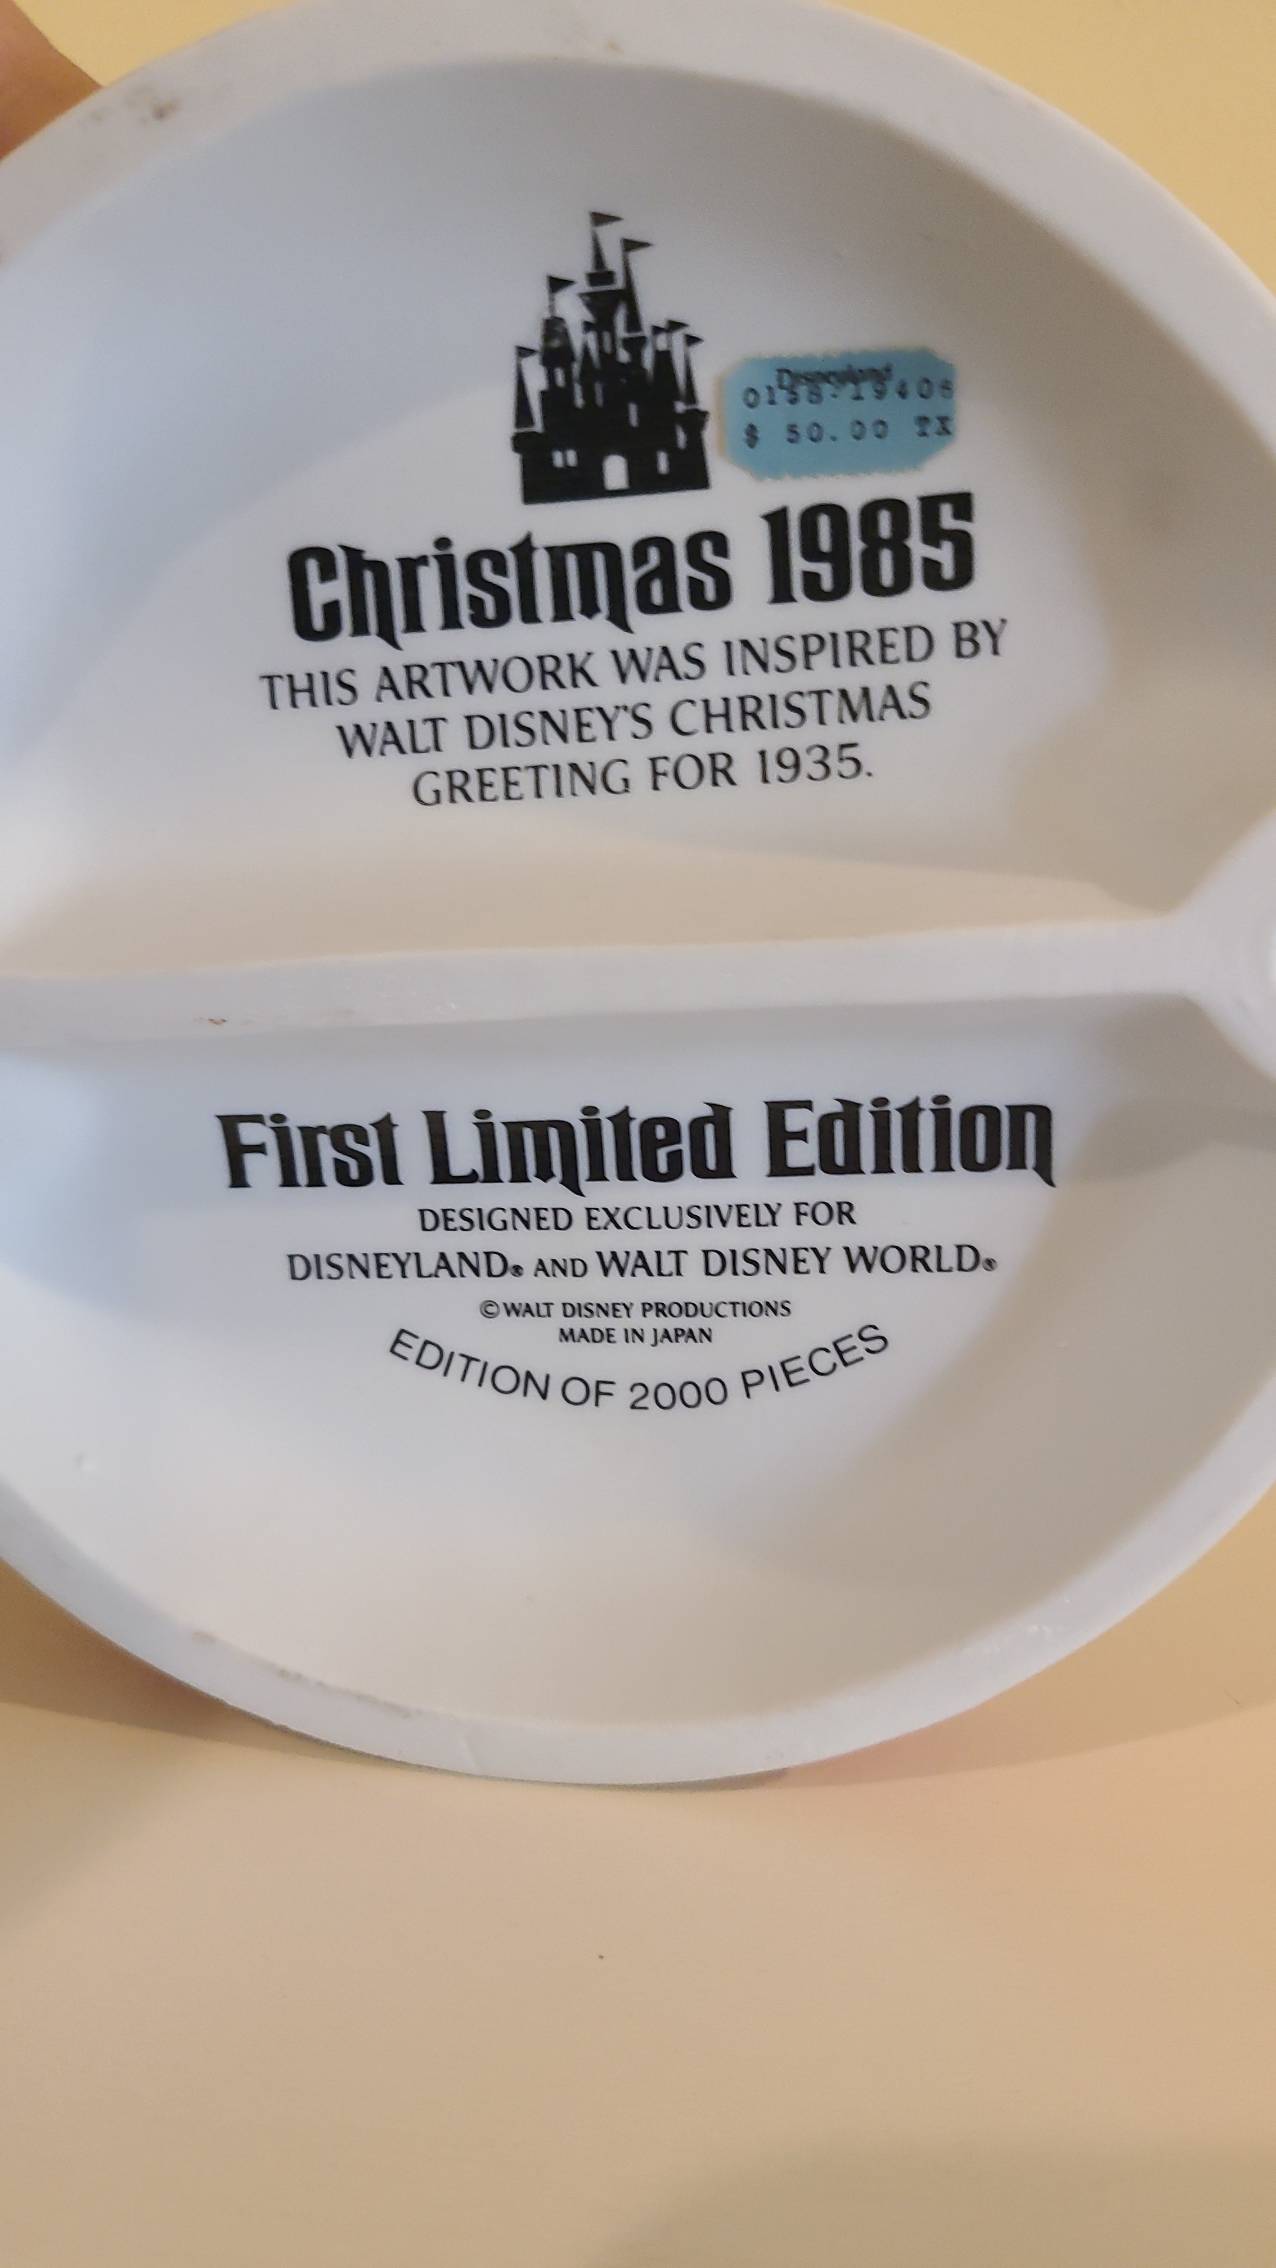 Disneyland
$ 50.00 TX
Christmas 1985
THIS ARTWORK WAS INSPIRED BY
WALT DISNEY'S CHRISTMAS
GREETING FOR 1935.
First Limited Edition
DESIGNED EXCLUSIVELY FOR
DISNEYLAND® AND WALT DISNEY WORLD®
© WALT DISNEY PRODUCTIONS
MADE IN JAPAN
EDITION OF 2000 PIECES